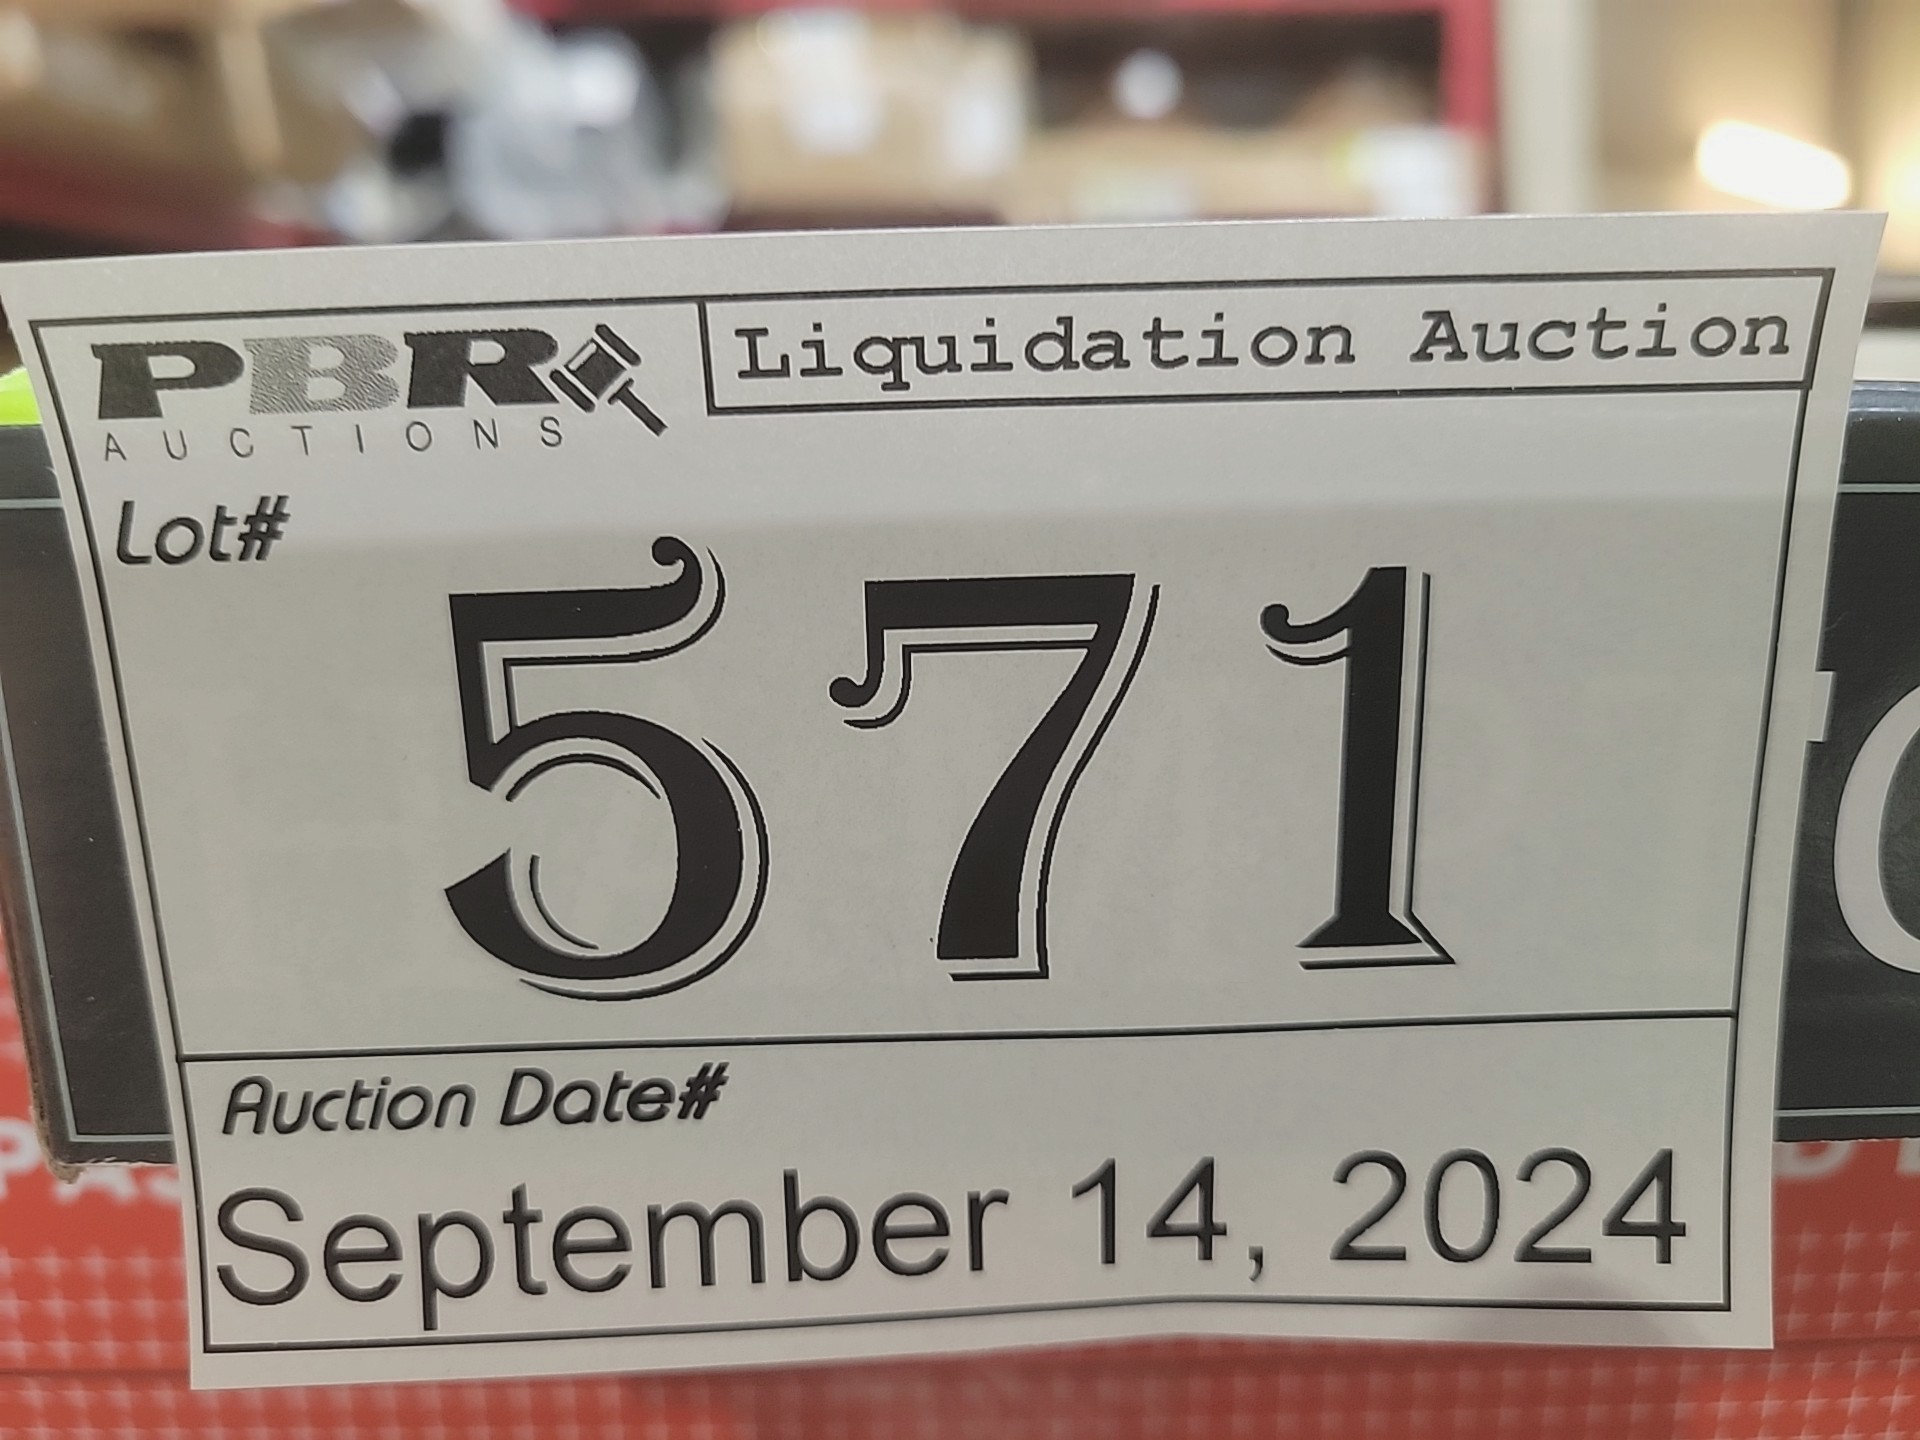 PBR
AUCTIONS
Liquidation Auction
Lot#
571
Auction Date#
September 14, 2024